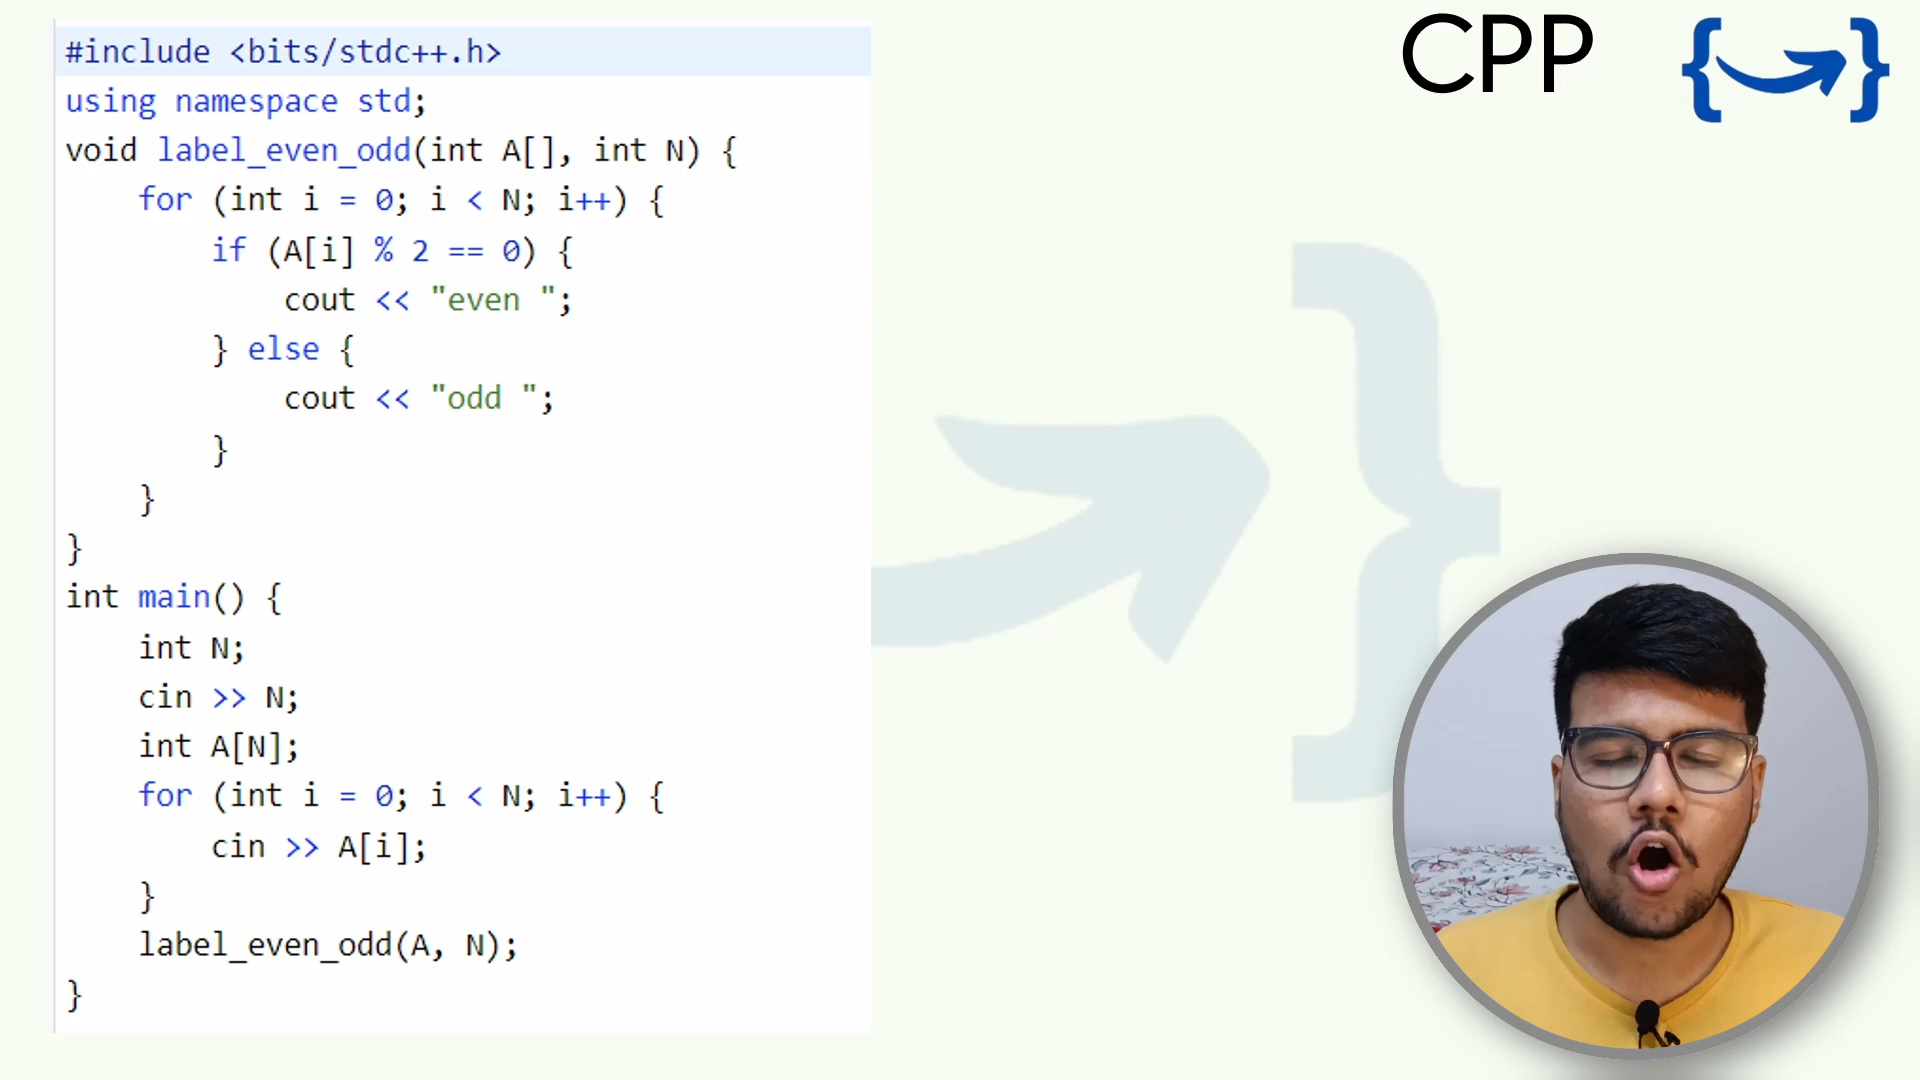 #include <bits/stdc++.h>
using namespace std;
void label_even_odd(int A[], int N) {
    for (int i = 0; i < N; i++) {
        if (A[i] % 2 == 0) {
            cout << "even ";
        } else {
            cout << "odd ";
        }
    }
}
int main() {
    int N;
    cin >> N;
    int A[N];
    for (int i = 0; i < N; i++) {
        cin >> A[i];
    }
    label_even_odd(A, N);
}
CPP